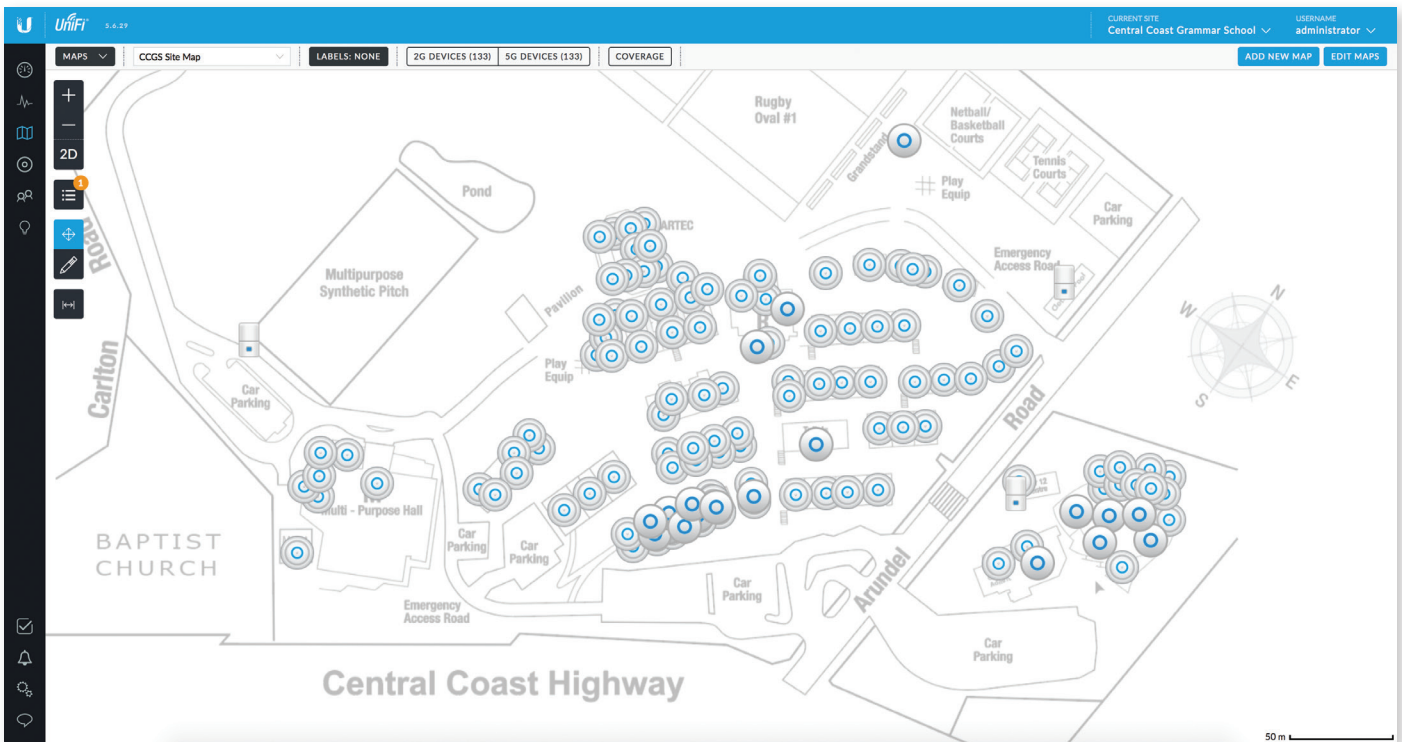 UniFi 5.6.29
CURRENT SITE
Central Coast Grammar School
USERNAME
administrator
MAPS
CCGS Site Map
LABELS: NONE
2G DEVICES (133)
5G DEVICES (133)
COVERAGE
ADD NEW MAP
EDIT MAPS
+
−
2D
1
Rugby
Oval #1
Grandstand
Netball/
Basketball
Courts
Tennis
Courts
Play
Equip
Car
Parking
Pond
ARTEC
Emergency
Access Road
Road
Multipurpose
Synthetic Pitch
Pavilion
N
W
E
S
Carlton
Play
Equip
Car
Parking
Road
Multi - Purpose Hall
12
BAPTIST
CHURCH
Car
Parking
Car
Parking
Car
Parking
Arundel
Emergency
Access Road
Car
Parking
Central Coast Highway
50 m